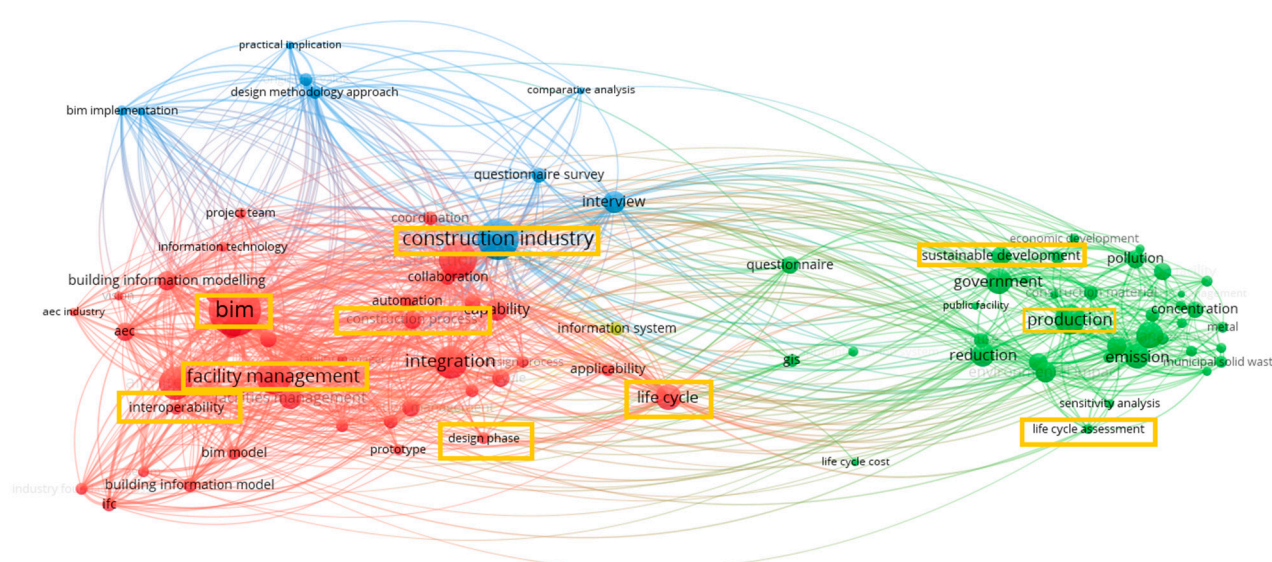 practical implication
design methodology approach
comparative analysis
bim implementation
questionnaire survey
interview
project team
coordination
construction industry
information technology
economic development
sustainable development
pollution
questionnaire
collaboration
building information modelling
government
automation
public facility
capability
concentration
bim
aec industry
construction process
production
information system
metal
aec
integration
reduction
emission
gis
municipal solid wast
applicability
facility management
facilities management
life cycle
interoperability
sensitivity analysis
design phase
life cycle assessment
prototype
bim model
life cycle cost
building information model
ifc